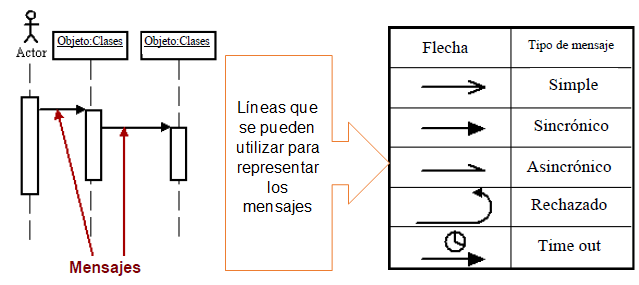 Actor
Objeto:Clases
Objeto:Clases
Mensajes
Líneas que
se pueden
utilizar para
representar
los
mensajes
Flecha
Tipo de mensaje
Simple
Sincrónico
Asincrónico
Rechazado
Time out